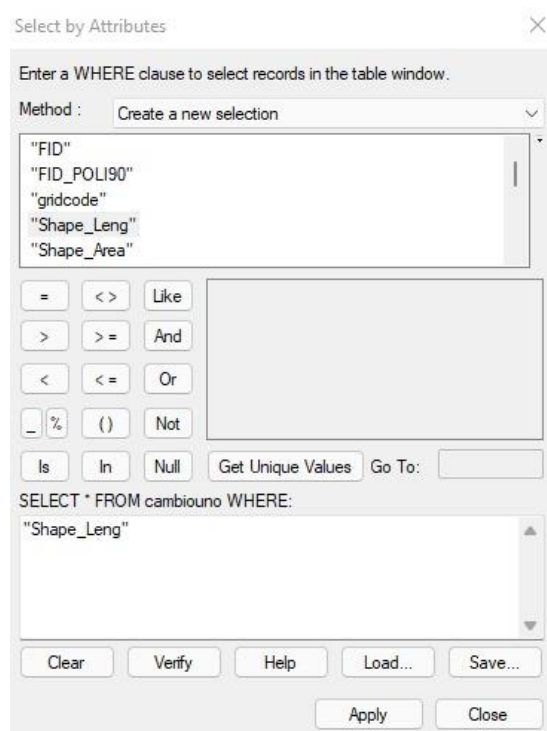 Select by Attributes
Enter a WHERE clause to select records in the table window.
Method : Create a new selection
"FID"
"FID_POLI90"
"gridcode"
"Shape_Leng"
"Shape_Area"
= <> Like
> >= And
< <= Or
_ % () Not
Is In Null Get Unique Values Go To:
SELECT * FROM cambiouno WHERE:
"Shape_Leng"
Clear Verify Help Load... Save...
Apply Close